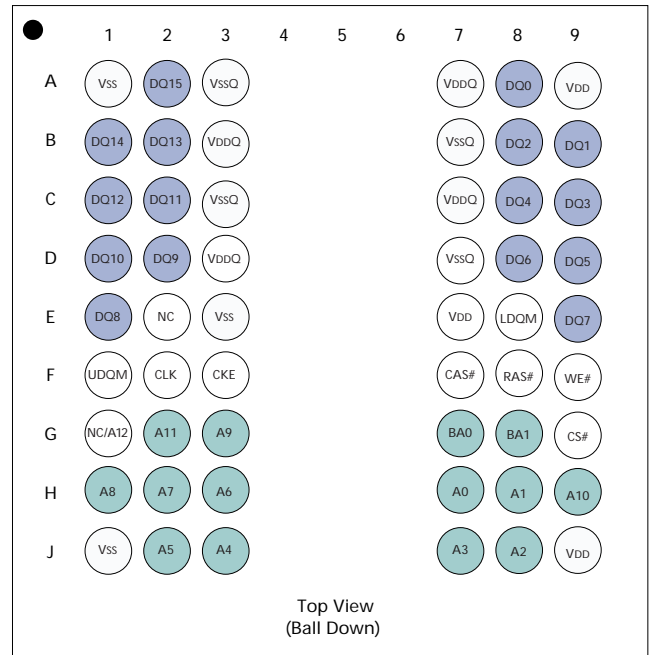 1 2 3 4 5 6 7 8 9
A VSS DQ15 VSSQ VDDQ DQ0 VDD
B DQ14 DQ13 VDDQ VSSQ DQ2 DQ1
C DQ12 DQ11 VSSQ VDDQ DQ4 DQ3
D DQ10 DQ9 VDDQ VSSQ DQ6 DQ5
E DQ8 NC VSS VDD LDQM DQ7
F UDQM CLK CKE CAS# RAS# WE#
G NC/A12 A11 A9 BA0 BA1 CS#
H A8 A7 A6 A0 A1 A10
J VSS A5 A4 A3 A2 VDD
Top View
(Ball Down)